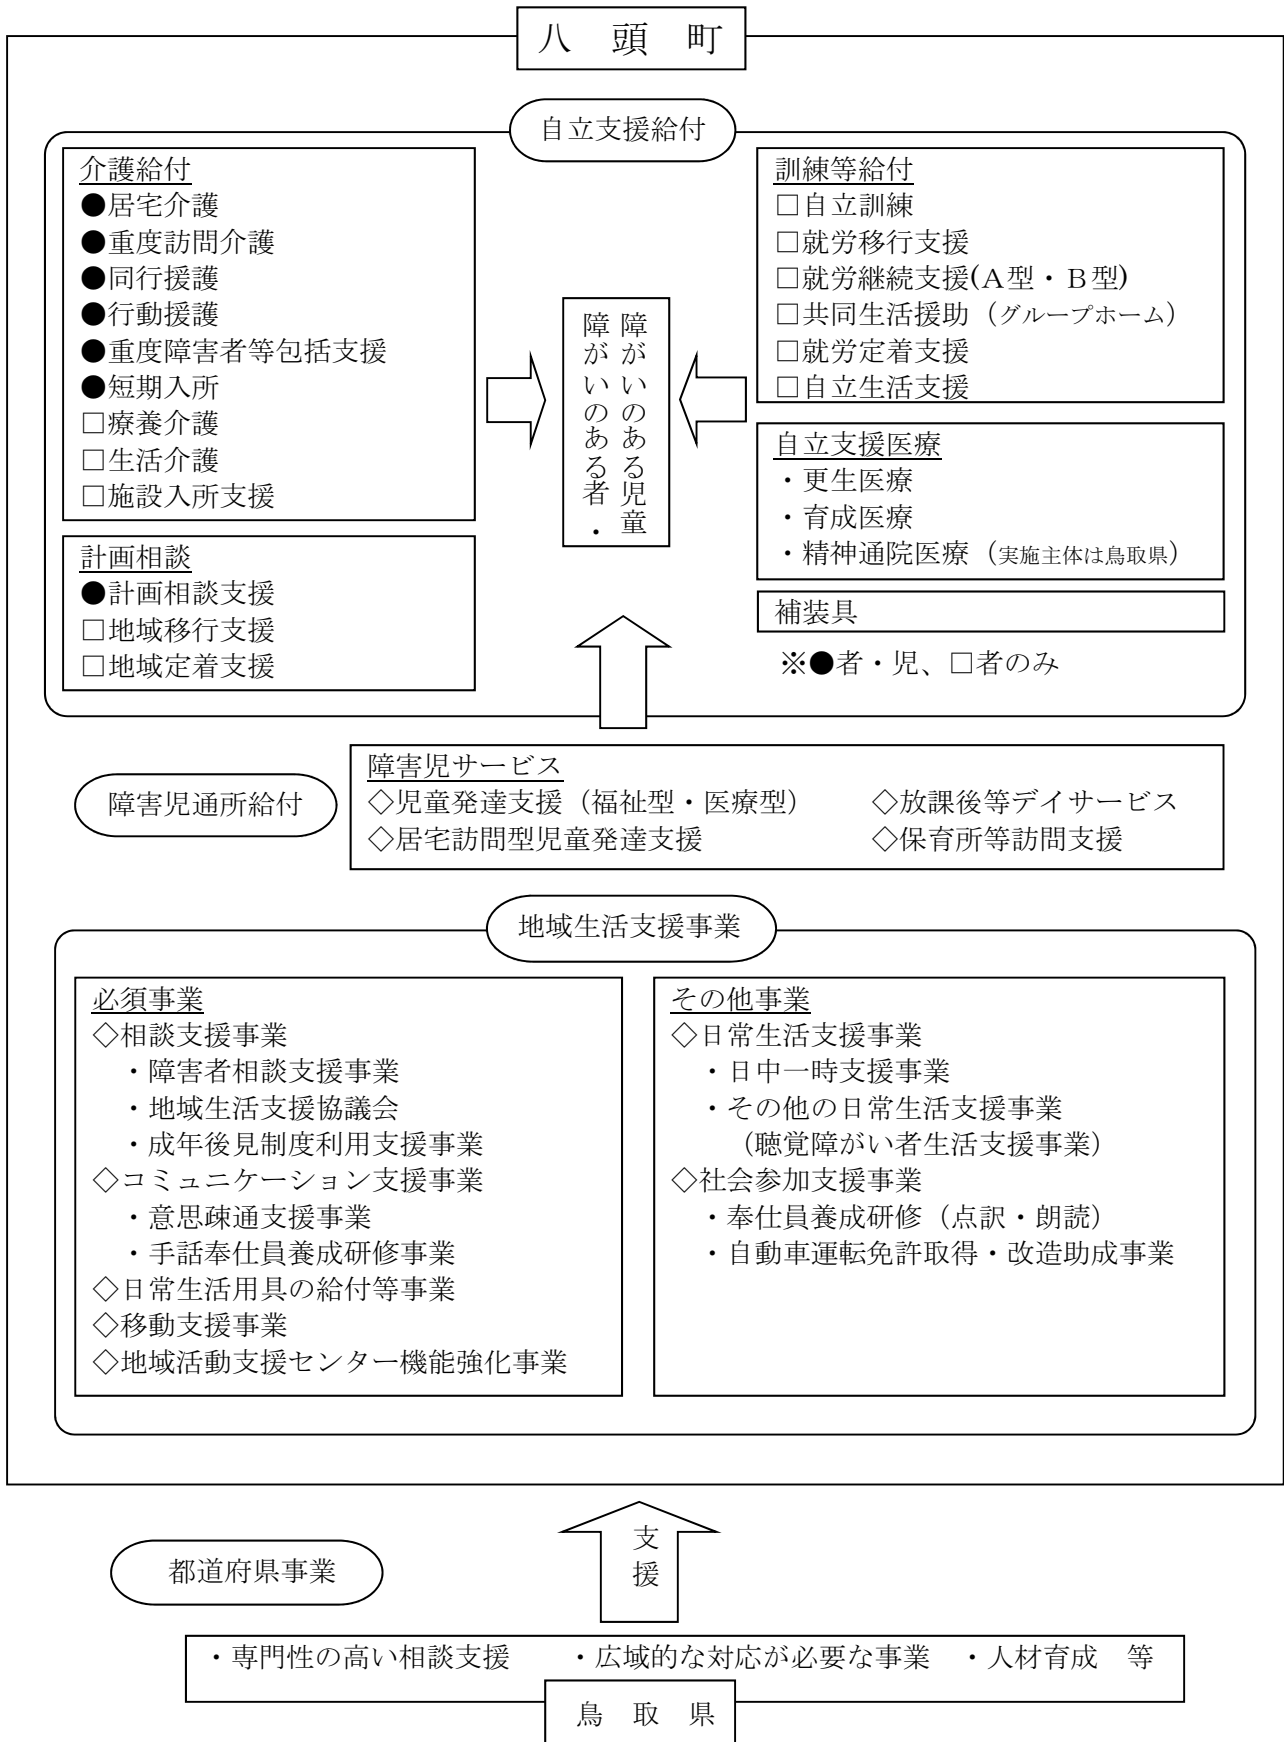 八　頭　町
自立支援給付
介護給付
●居宅介護
●重度訪問介護
●同行援護
●行動援護
●重度障害者等包括支援
●短期入所
□療養介護
□生活介護
□施設入所支援
計画相談
●計画相談支援
□地域移行支援
□地域定着支援
障がいのある児童
障がいのある者・
訓練等給付
□自立訓練
□就労移行支援
□就労継続支援(Ａ型・Ｂ型)
□共同生活援助（グループホーム）
□就労定着支援
□自立生活支援
自立支援医療
・更生医療
・育成医療
・精神通院医療（実施主体は鳥取県）
補装具
※●者・児、□者のみ
障害児通所給付
障害児サービス
◇児童発達支援（福祉型・医療型）　◇放課後等デイサービス
◇居宅訪問型児童発達支援　◇保育所等訪問支援
地域生活支援事業
必須事業
◇相談支援事業
・障害者相談支援事業
・地域生活支援協議会
・成年後見制度利用支援事業
◇コミュニケーション支援事業
・意思疎通支援事業
・手話奉仕員養成研修事業
◇日常生活用具の給付等事業
◇移動支援事業
◇地域活動支援センター機能強化事業
その他事業
◇日常生活支援事業
・日中一時支援事業
・その他の日常生活支援事業
（聴覚障がい者生活支援事業）
◇社会参加支援事業
・奉仕員養成研修（点訳・朗読）
・自動車運転免許取得・改造助成事業
支援
都道府県事業
・専門性の高い相談支援　・広域的な対応が必要な事業　・人材育成　等
鳥　取　県